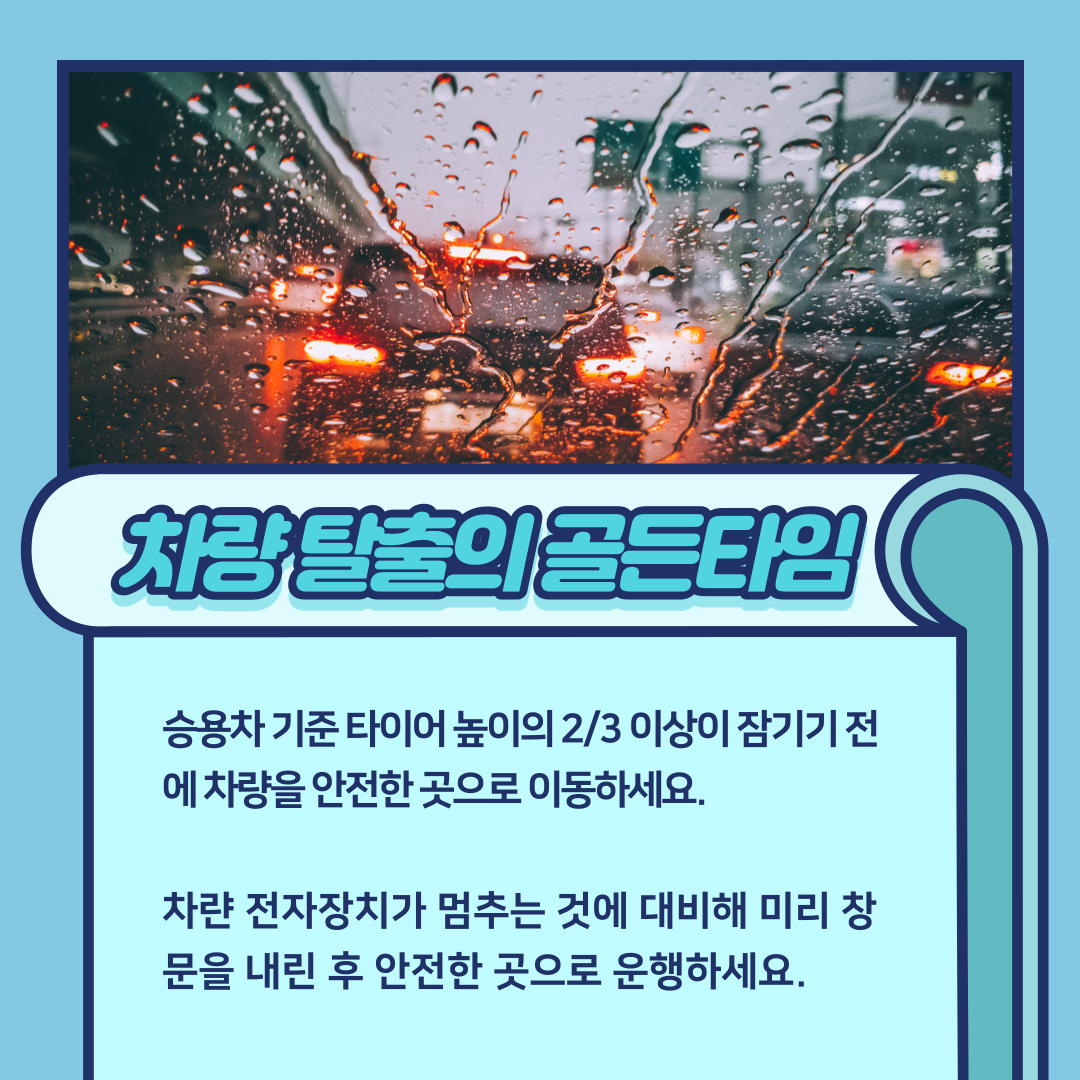 차량 탈출의 골든타임
승용차 기준 타이어 높이의 2/3 이상이 잠기기 전
에 차량을 안전한 곳으로 이동하세요.
차랸 전자장치가 멈추는 것에 대비해 미리 창
문을 내린 후 안전한 곳으로 운행하세요.